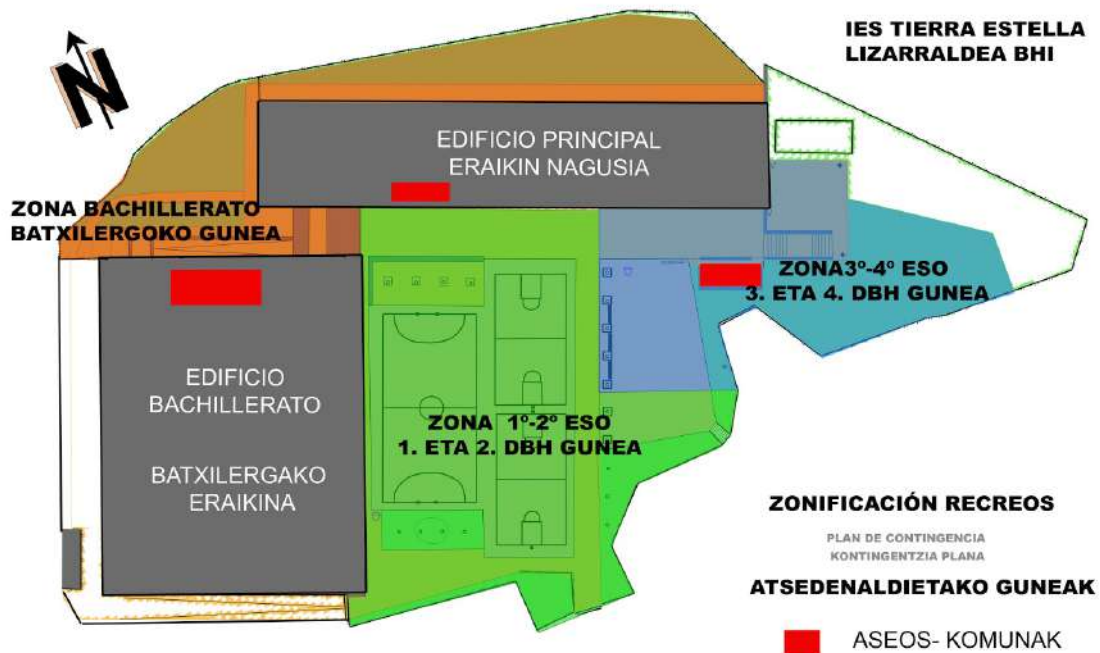 IES TIERRA ESTELLA
LIZARRALDEA BHI
N
EDIFICIO PRINCIPAL
ERAIKIN NAGUSIA
ZONA BACHILLERATO
BATXILERGOKO GUNEA
ZONA3º-4º ESO
3. ETA 4. DBH GUNEA
EDIFICIO
BACHILLERATO
BATXILERGAKO
ERAIKINA
ZONA 1º-2º ESO
1. ETA 2. DBH GUNEA
ZONIFICACIÓN RECREOS
PLAN DE CONTINGENCIA
KONTINGENTZIA PLANA
ATSEDENALDIETAKO GUNEAK
ASEOS- KOMUNAK